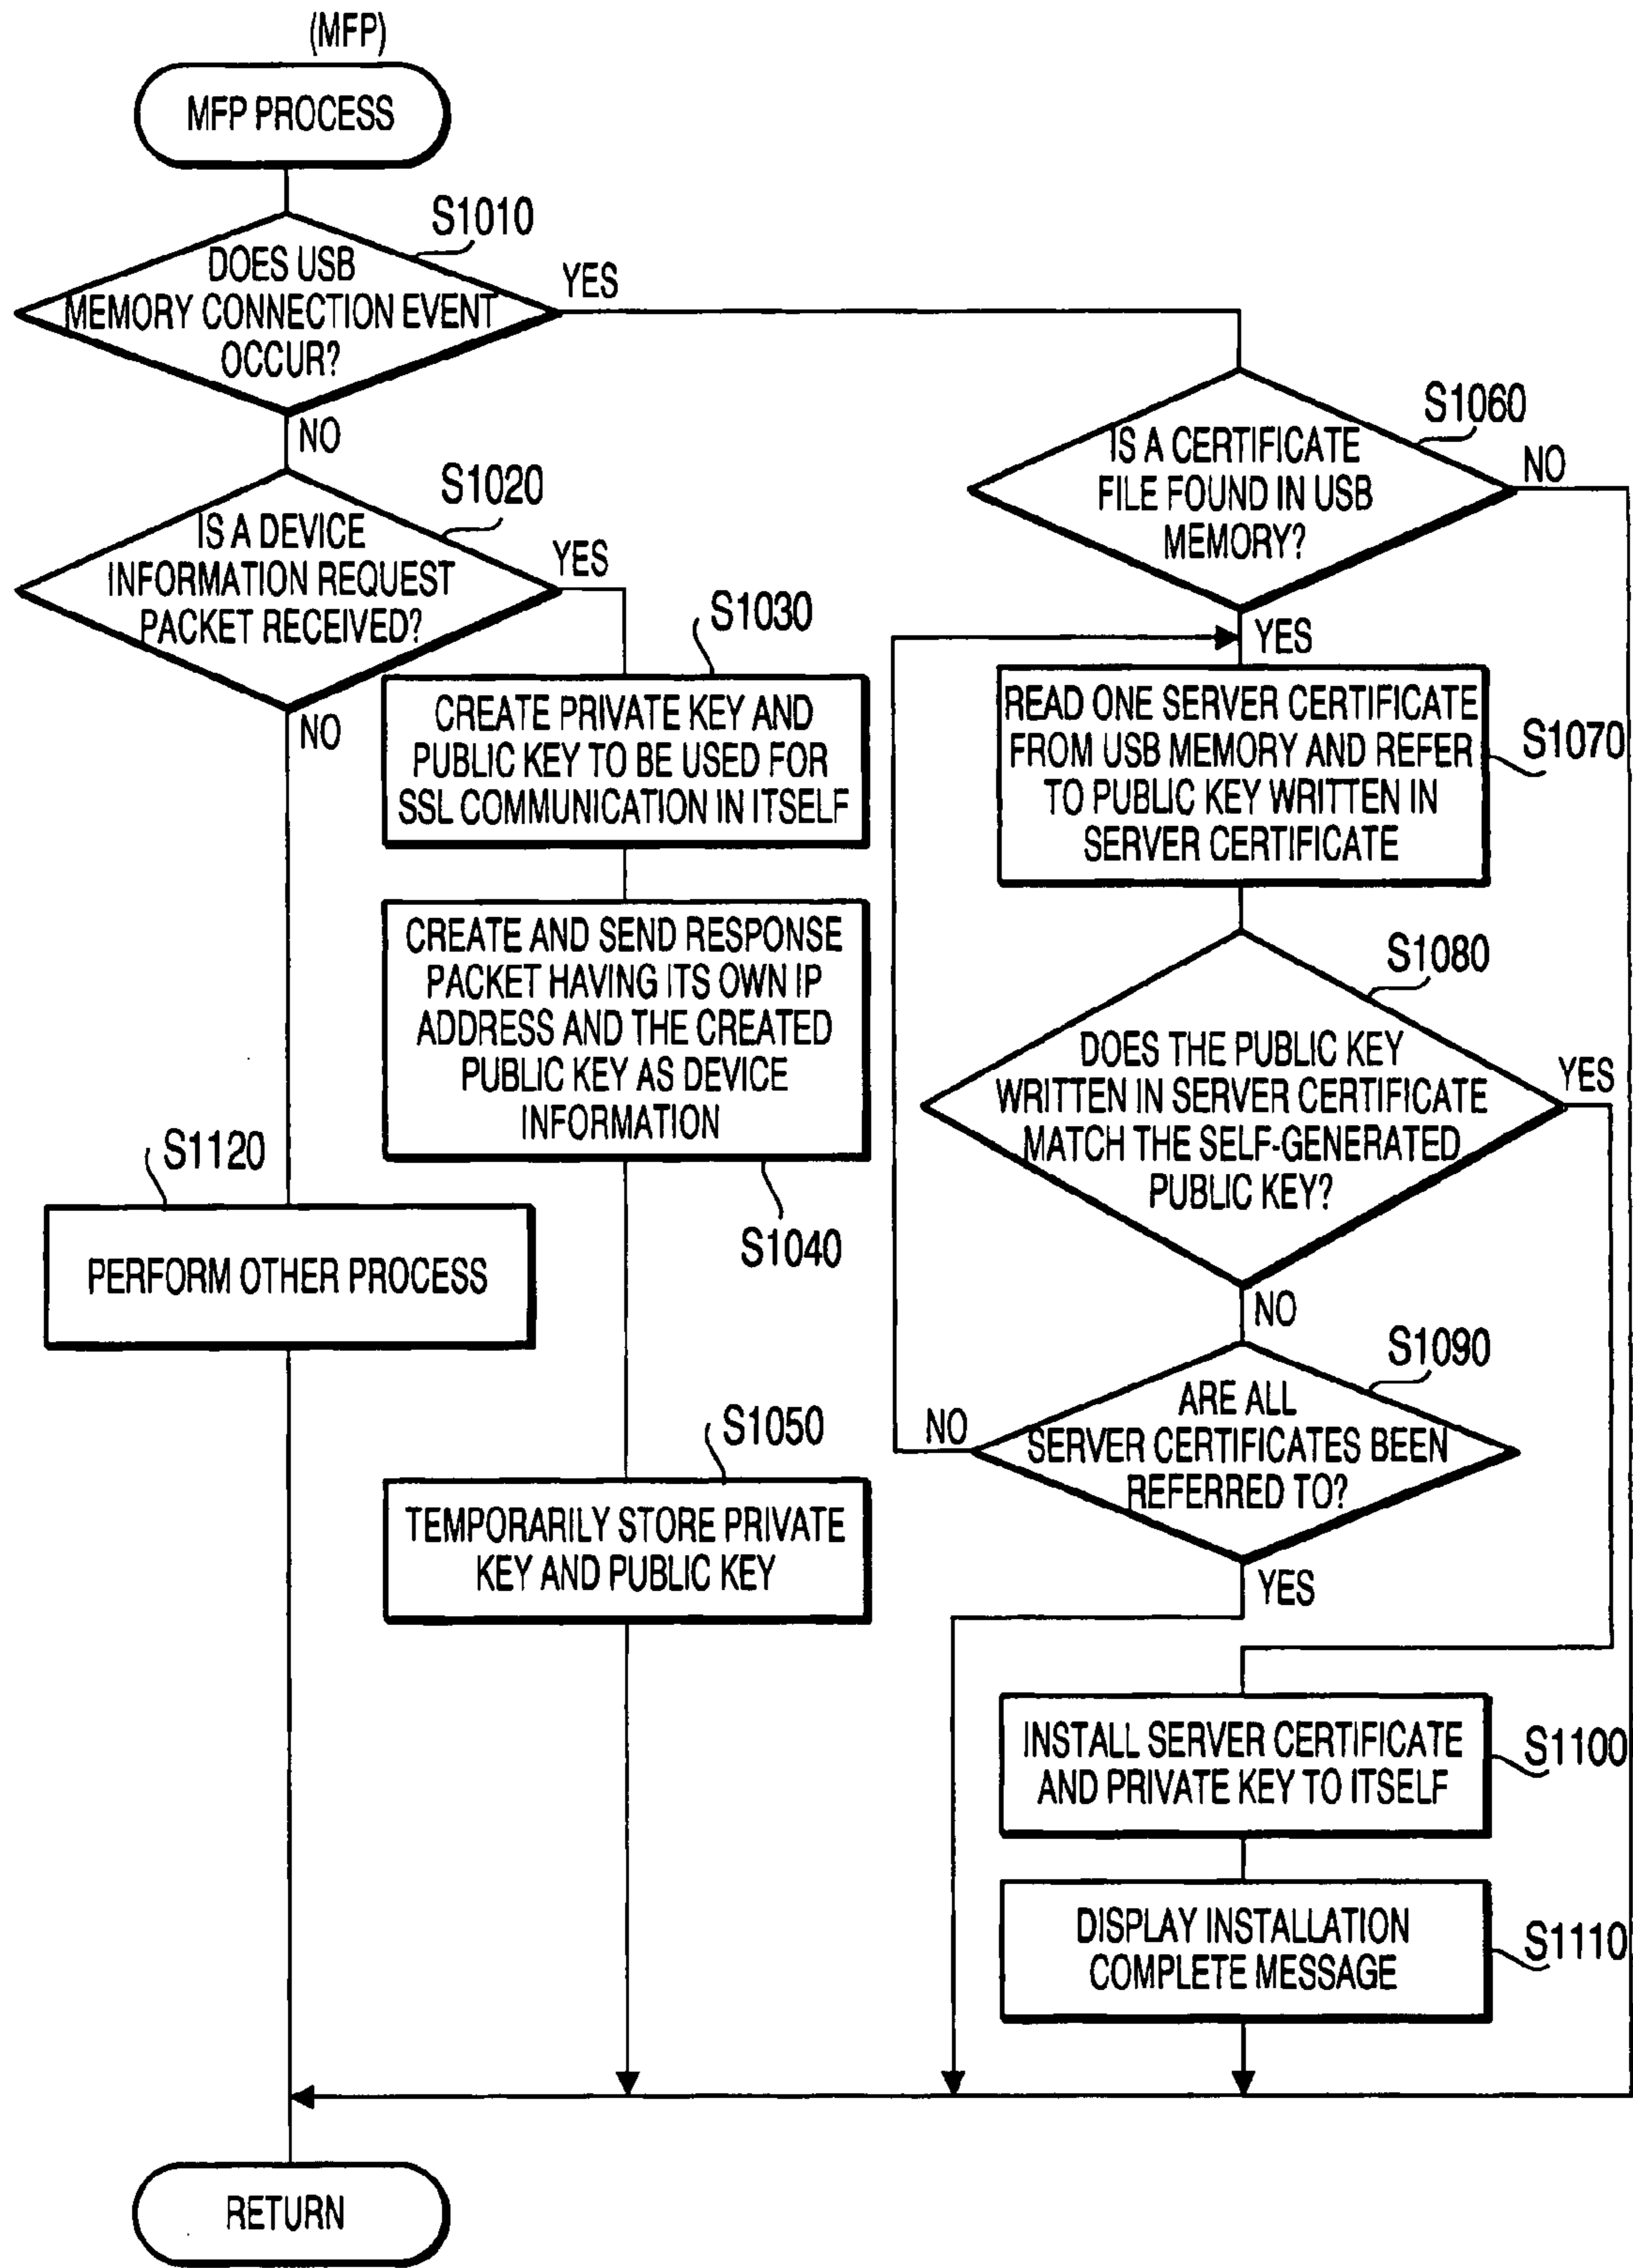 (MFP)
MFP PROCESS
S1010
DOES USB
MEMORY CONNECTION EVENT
OCCUR?
YES
NO
S1020
IS A DEVICE
INFORMATION REQUEST
PACKET RECEIVED?
YES
NO
S1030
CREATE PRIVATE KEY AND
PUBLIC KEY TO BE USED FOR
SSL COMMUNICATION IN ITSELF
CREATE AND SEND RESPONSE
PACKET HAVING ITS OWN IP
ADDRESS AND THE CREATED
PUBLIC KEY AS DEVICE
INFORMATION
S1040
S1120
PERFORM OTHER PROCESS
S1050
TEMPORARILY STORE PRIVATE
KEY AND PUBLIC KEY
S1060
IS A CERTIFICATE
FILE FOUND IN USB
MEMORY?
NO
YES
READ ONE SERVER CERTIFICATE
FROM USB MEMORY AND REFER
TO PUBLIC KEY WRITTEN IN
SERVER CERTIFICATE
S1070
S1080
DOES THE PUBLIC KEY
WRITTEN IN SERVER CERTIFICATE
MATCH THE SELF-GENERATED
PUBLIC KEY?
YES
NO
S1090
ARE ALL
SERVER CERTIFICATES BEEN
REFERRED TO?
NO
YES
INSTALL SERVER CERTIFICATE
AND PRIVATE KEY TO ITSELF
S1100
DISPLAY INSTALLATION
COMPLETE MESSAGE
S1110
RETURN